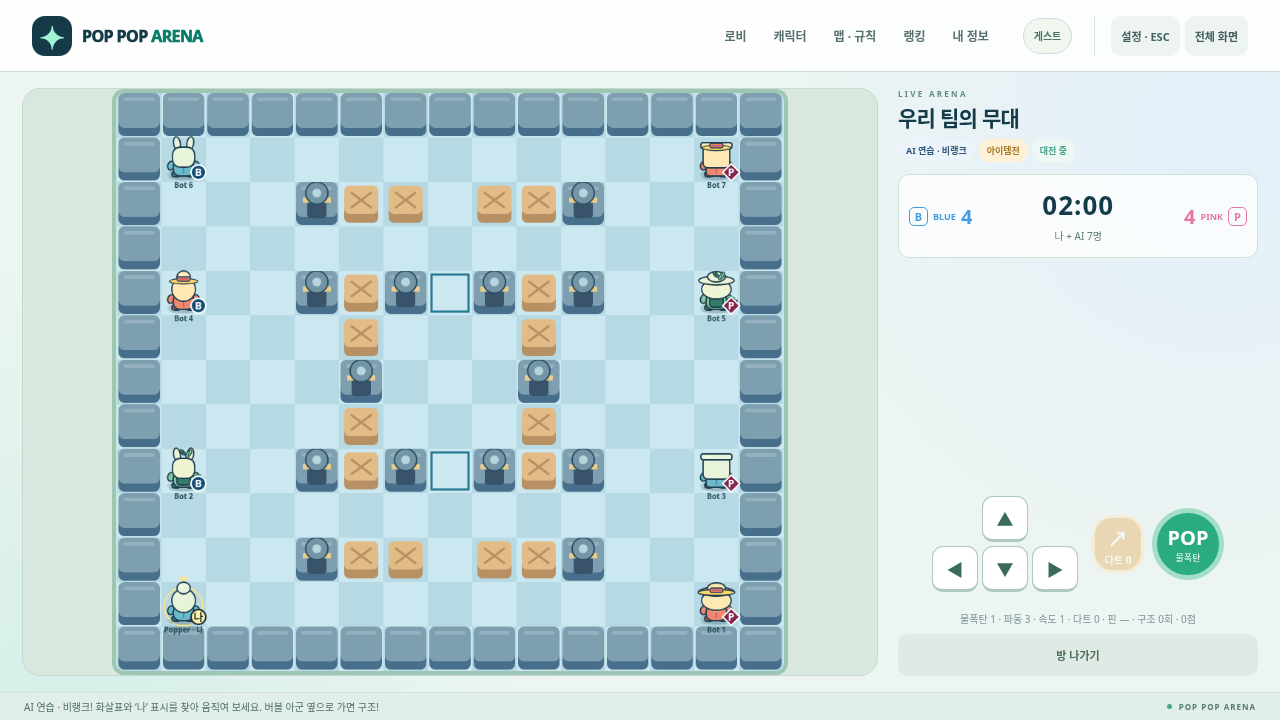 POP POP ARENA
로비
캐릭터
맵 · 규칙
랭킹
내 정보
게스트
설정 · ESC
전체 화면
LIVE ARENA
우리 팀의 무대
AI 연습 · 비랭크
아이템전
대전 중
B BLUE 4
02:00
4 PINK P
나 + AI 7명
B
Bot 6
P
Bot 7
B
Bot 4
P
Bot 5
B
Bot 2
P
Bot 3
나
Popper · 나
P
Bot 1
▲
◀
▼
▶
↗
다트 0
POP
물폭탄
물폭탄 1 · 파동 3 · 속도 1 · 다트 0 · 핀 — · 구조 0회 · 0점
방 나가기
AI 연습 · 비랭크! 화살표와 '나' 표시를 찾아 움직여 보세요. 버블 아군 옆으로 가면 구조!
POP POP ARENA